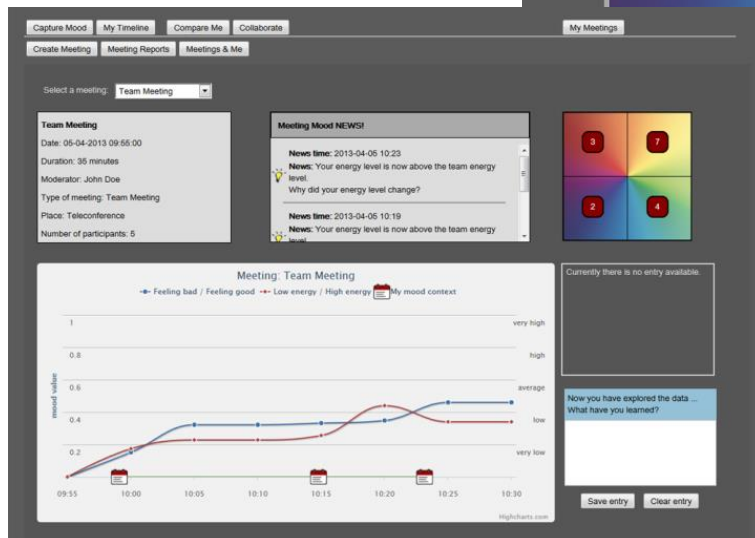 Capture Mood
My Timeline
Compare Me
Collaborate
My Meetings
Create Meeting
Meeting Reports
Meetings & Me
Select a meeting: Team Meeting
Team Meeting
Date: 05-04-2013 09:55:00
Duration: 35 minutes
Moderator: John Doe
Type of meeting: Team Meeting
Place: Teleconference
Number of participants: 5
Meeting Mood NEWS!
News time: 2013-04-05 10:23
News: Your energy level is now above the team energy
level.
Why did your energy level change?
News time: 2013-04-05 10:19
News: Your energy level is now above the team energy
level.
3
7
2
4
Meeting: Team Meeting
Feeling bad / Feeling good
Low energy / High energy
My mood context
mood value
1
0.8
0.6
0.4
0.2
very high
high
average
low
very low
09:55
10:00
10:05
10:10
10:15
10:20
10:25
10:30
Highcharts.com
Currently there is no entry available.
Now you have explored the data ...
What have you learned?
Save entry
Clear entry